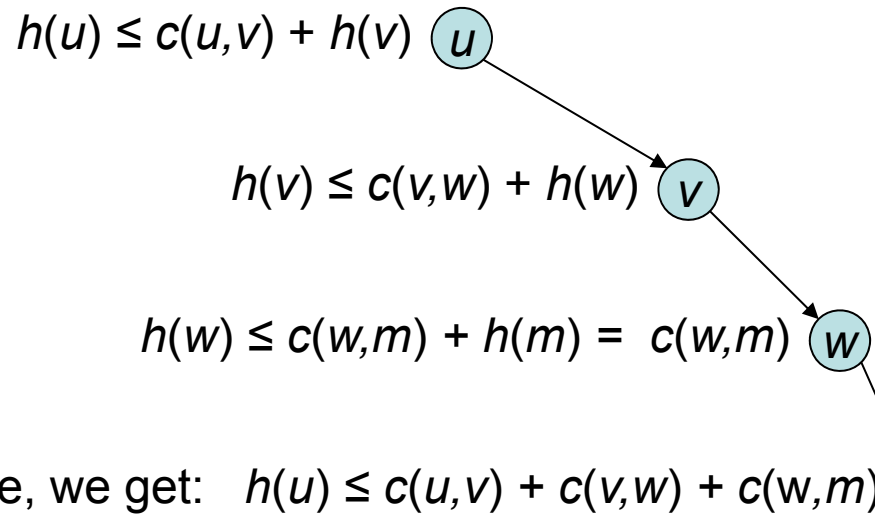 h(u) ≤ c(u,v) + h(v) u
h(v) ≤ c(v,w) + h(w) v
h(w) ≤ c(w,m) + h(m) = c(w,m) w
e, we get: h(u) ≤ c(u,v) + c(v,w) + c(w,m)